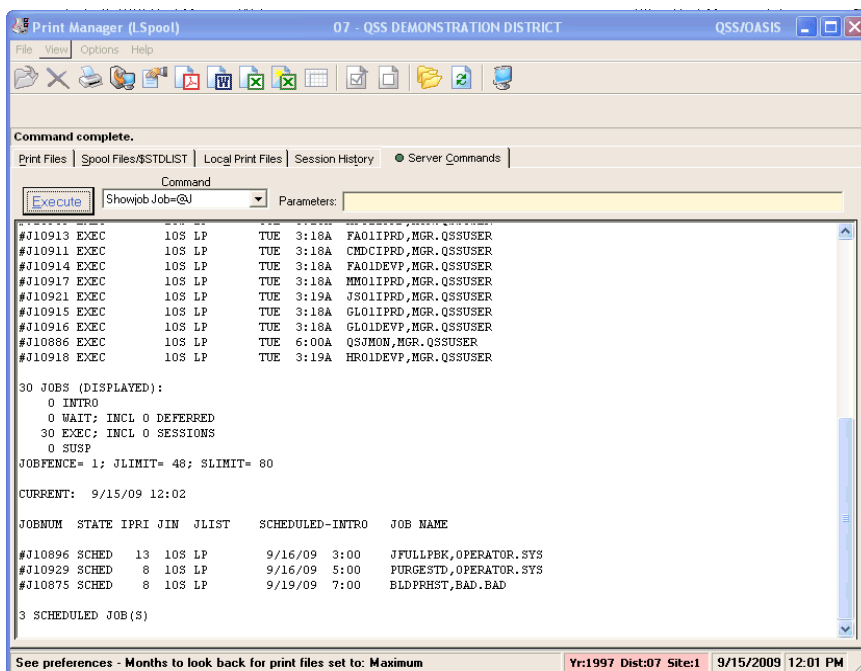 Print Manager (LSpool) 07 - QSS DEMONSTRATION DISTRICT QSS/OASIS
File View Options Help
Command complete.
Print Files Spool Files/$STDLIST Local Print Files Session History Server Commands
Command
Execute Showjob Job=@J Parameters:
#J10913 EXEC 10S LP TUE 3:18A FA01IPRD,MGR.QSSUSER
#J10911 EXEC 10S LP TUE 3:18A CMDCIPRD,MGR.QSSUSER
#J10914 EXEC 10S LP TUE 3:18A FA01DEVP,MGR.QSSUSER
#J10917 EXEC 10S LP TUE 3:18A MM01IPRD,MGR.QSSUSER
#J10921 EXEC 10S LP TUE 3:19A JS01IPRD,MGR.QSSUSER
#J10915 EXEC 10S LP TUE 3:18A GL01IPRD,MGR.QSSUSER
#J10916 EXEC 10S LP TUE 3:18A GL01DEVP,MGR.QSSUSER
#J10886 EXEC 10S LP TUE 6:00A QSJMON,MGR.QSSUSER
#J10918 EXEC 10S LP TUE 3:19A HR01DEVP,MGR.QSSUSER
30 JOBS (DISPLAYED):
0 INTRO
0 WAIT; INCL 0 DEFERRED
30 EXEC; INCL 0 SESSIONS
0 SUSP
JOBFENCE= 1; JLIMIT= 48; SLIMIT= 80
CURRENT: 9/15/09 12:02
JOBNUM STATE IPRI JIN JLIST SCHEDULED-INTRO JOB NAME
#J10896 SCHED 13 10S LP 9/16/09 3:00 JFULLPBK,OPERATOR.SYS
#J10929 SCHED 8 10S LP 9/16/09 5:00 PURGESTD,OPERATOR.SYS
#J10875 SCHED 8 10S LP 9/19/09 7:00 BLDPRHST,BAD.BAD
3 SCHEDULED JOB(S)
See preferences - Months to look back for print files set to: Maximum Yr:1997 Dist:07 Site:1 9/15/2009 12:01 PM